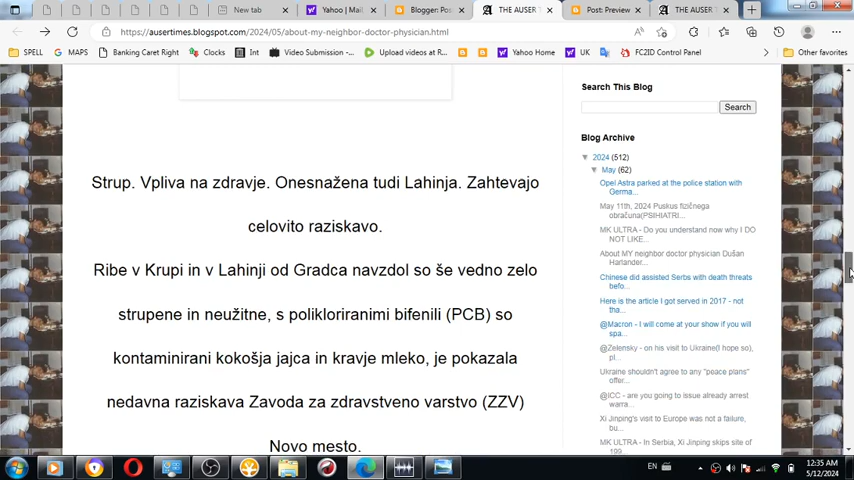 New tab
Yahoo | Mail
Blogger: Pos
THE AUSER T
Post: Preview
THE AUSER T
https://ausertimes.blogspot.com/2024/05/about-my-neighbor-doctor-physician.html
SPELL
MAPS
Banking Caret Right
Clocks
Int
Video Submission -...
Upload videos at R...
Yahoo Home
UK
FC2ID Control Panel
Other favorites
Strup. Vpliva na zdravje. Onesnažena tudi Lahinja. Zahtevajo
celovito raziskavo.
Ribe v Krupi in v Lahinji od Gradca navzdol so še vedno zelo
strupene in neužitne, s polikloriranimi bifenili (PCB) so
kontaminirani kokošja jajca in kravje mleko, je pokazala
nedavna raziskava Zavoda za zdravstveno varstvo (ZZV)
Novo mesto.
Search This Blog
Search
Blog Archive
2024 (512)
May (62)
Opel Astra parked at the police station with
Germa...
May 11th, 2024 Puskus fizičnega
obračuna(PSIHIATRI...
MK ULTRA - Do you understand now why I DO
NOT LIKE...
About MY neighbor doctor physician Dušan
Harlander...
Chinese did assisted Serbs with death threats
befo...
Here is the article I got served in 2017 - not
tha...
@Macron - I will come at your show if you will
spa...
@Zelensky - on his visit to Ukraine(I hope so),
pl...
Ukraine shouldn't agree to any "peace plans"
offer...
@ICC - are you going to issue already arrest
warra...
Xi Jinping's visit to Europe was not a failure,
bu...
MK ULTRA - In Serbia, Xi Jinping skips site of
199...
EN
12:35 AM
5/12/2024